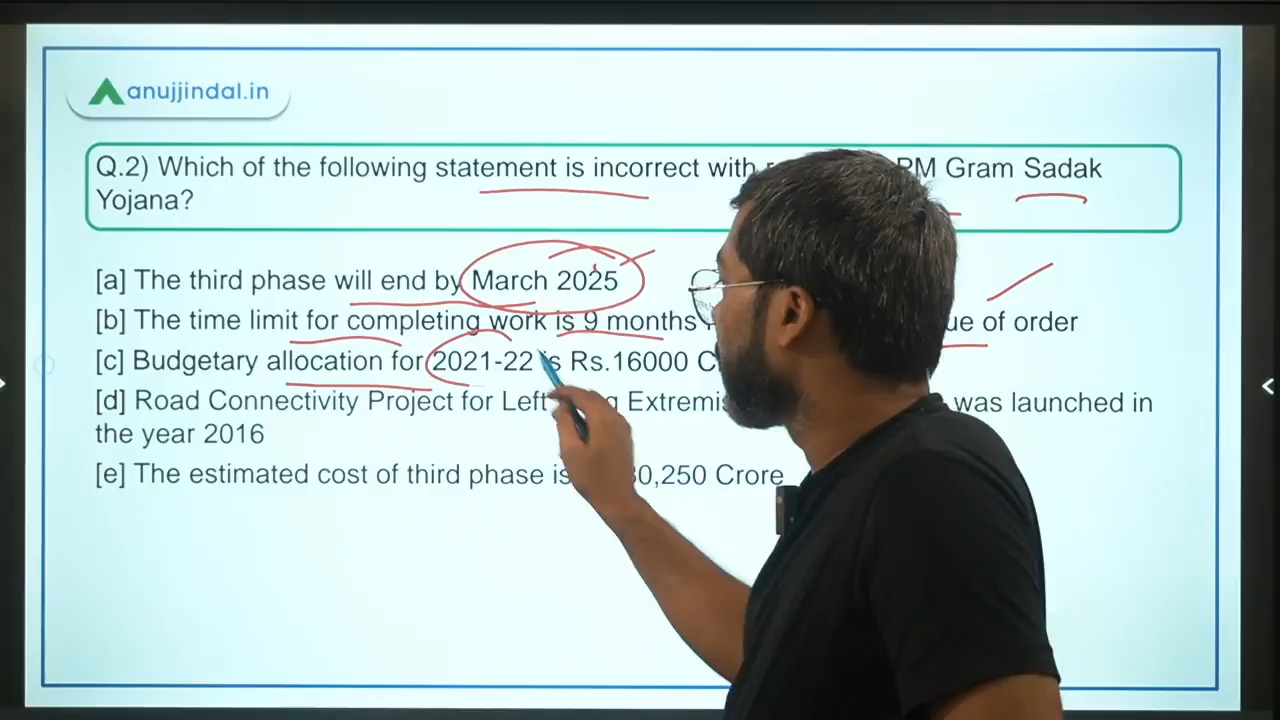 anujjindal.in
Q.2) Which of the following statement is incorrect with PM Gram Sadak
Yojana?
[a] The third phase will end by March 2025
[b] The time limit for completing work is 9 months of order
[c] Budgetary allocation for 2021-22 is Rs.16000
[d] Road Connectivity Project for Left was launched in
the year 2016
[e] The estimated cost of third phase is Crore